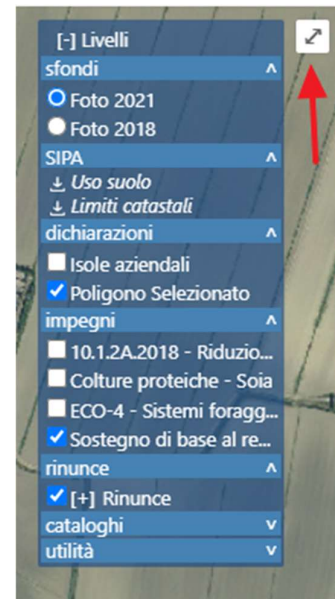 [-] Livelli
sfondi ʌ
Foto 2021
Foto 2018
SIPA ʌ
Uso suolo
Limiti catastali
dichiarazioni ʌ
Isole aziendali
Poligono Selezionato
impegni ʌ
10.1.2A.2018 - Riduzio...
Colture proteiche - Soia
ECO-4 - Sistemi foragg...
Sostegno di base al re...
rinunce ʌ
[+] Rinunce
cataloghi v
utilità v